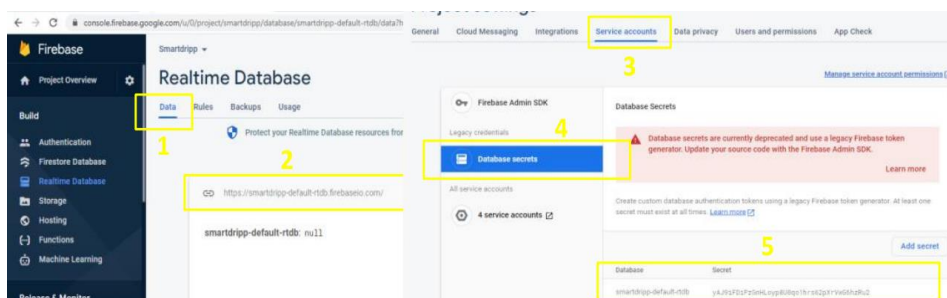 console.firebase.google.com/u/0/project/smartdripp/database/smartdripp-default-rtdb/data
Firebase
Project Overview
Build
Authentication
Firestore Database
Realtime Database
Storage
Hosting
Functions
Machine Learning
Smartdripp
Realtime Database
Data Rules Backups Usage
1
Protect your Realtime Database resources from
2
https://smartdripp-default-rtdb.firebaseio.com/
smartdripp-default-rtdb: null
General Cloud Messaging Integrations Service accounts Data privacy Users and permissions App Check
3
Manage service account permissions
Firebase Admin SDK
Legacy credentials
4
Database secrets
All service accounts
4 service accounts
Database Secrets
Database secrets are currently deprecated and use a legacy Firebase token
generator. Update your source code with the Firebase Admin SDK.
Learn more
Create custom database authentication tokens using a legacy Firebase token generator. At least one
secret must exist at all times. Learn more
5
Add secret
Database Secret
smartdripp-default-rtdb